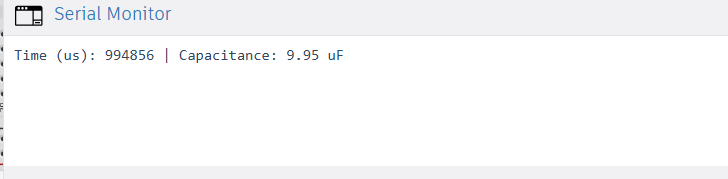 Serial Monitor
Time (us): 994856 | Capacitance: 9.95 uF